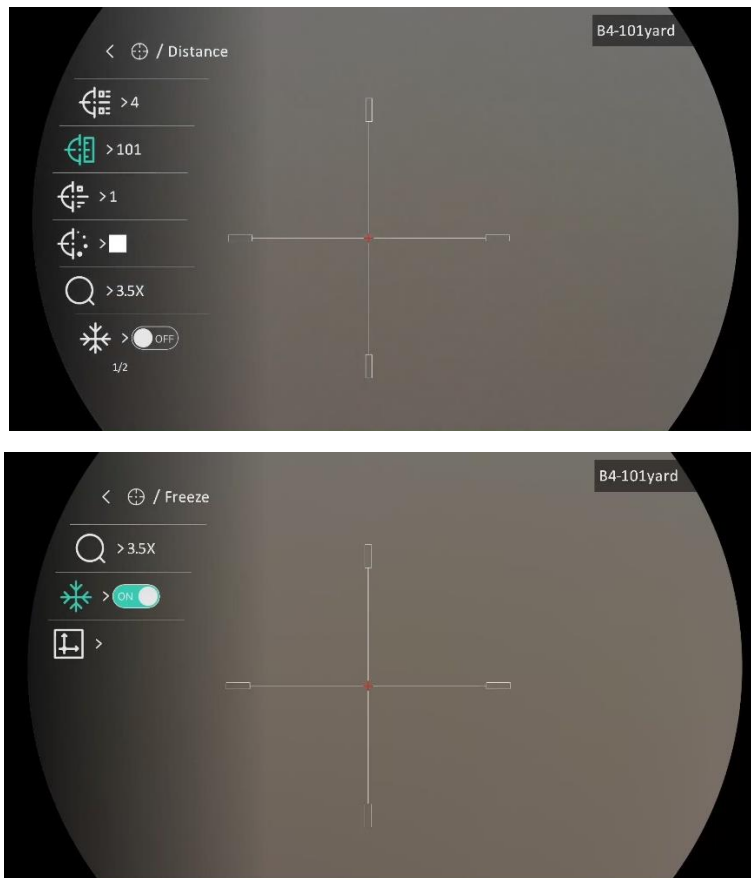 B4-101yard
< / Distance
>4
>101
>1
>
>3.5X
> OFF
1/2
B4-101yard
< / Freeze
>3.5X
> ON
>